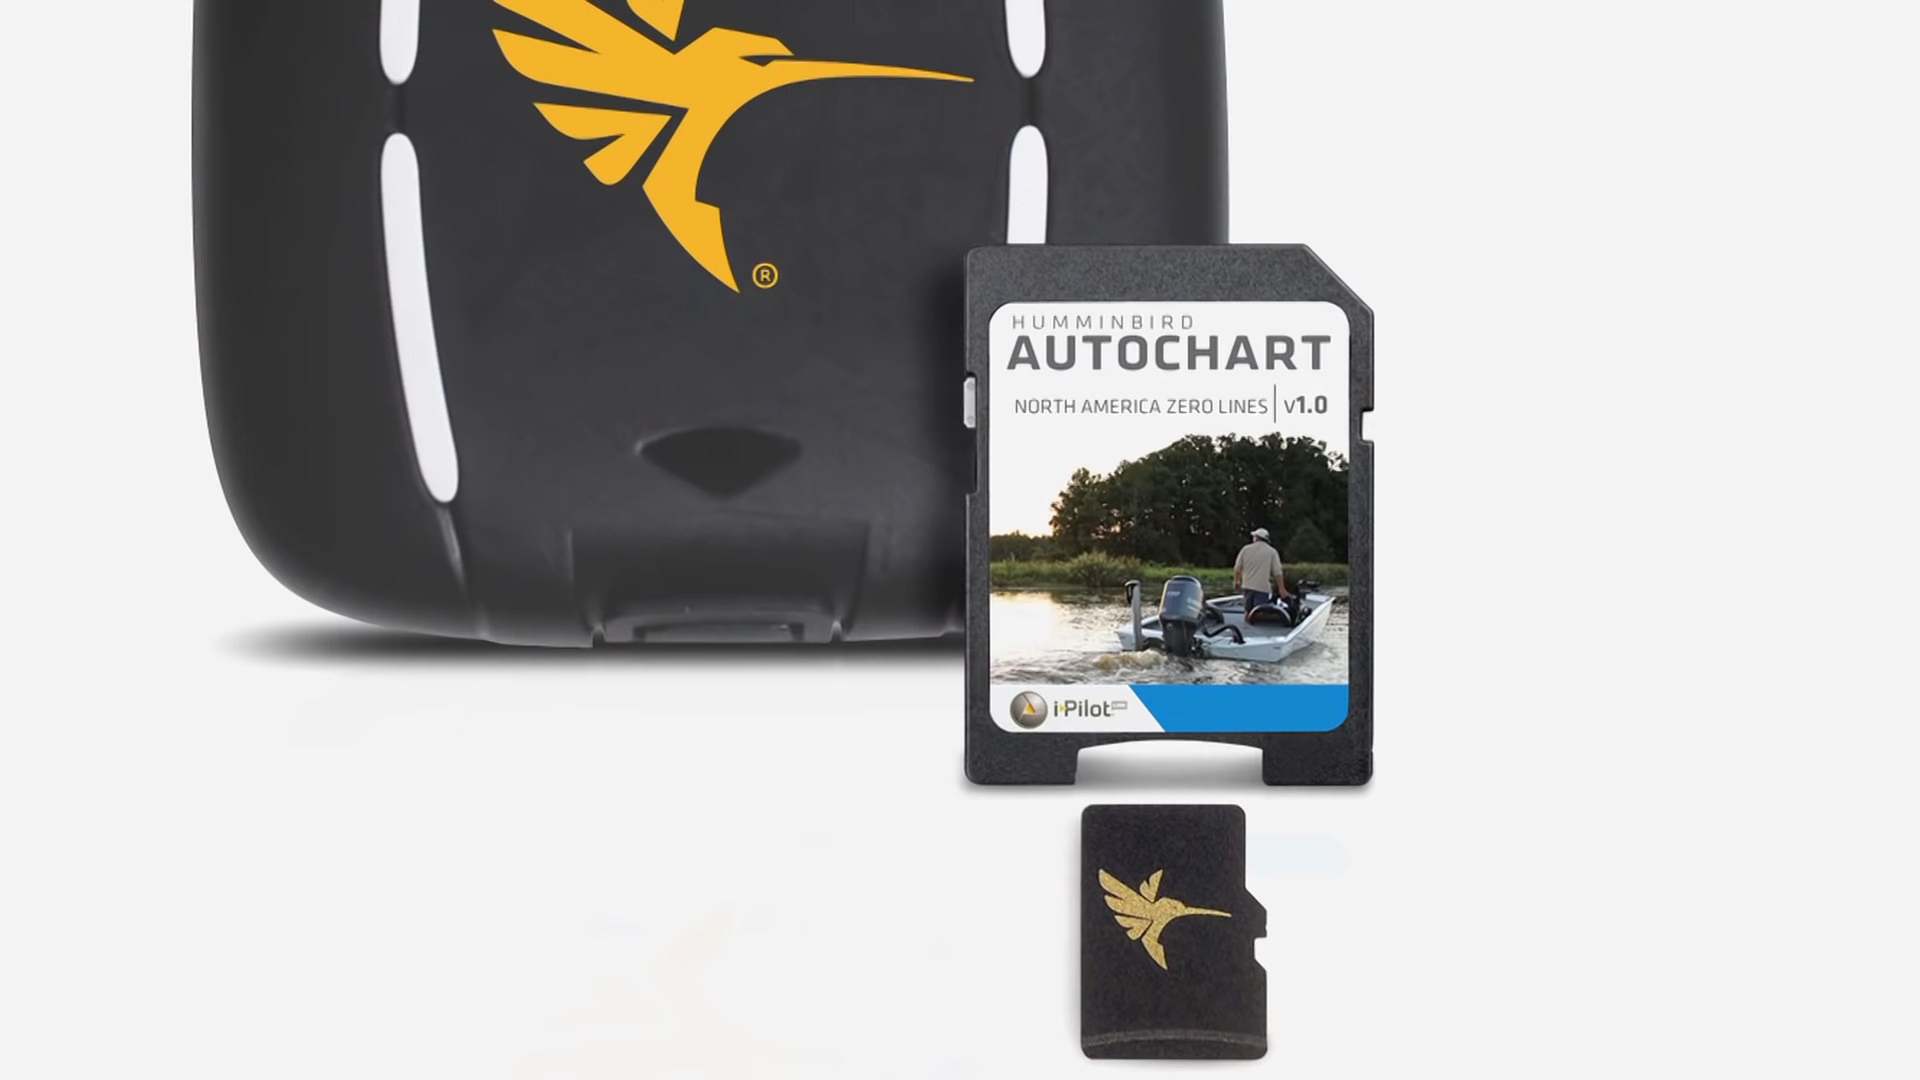 ®
HUMMINBIRD
AUTOCHART
NORTH AMERICA ZERO LINES | v1.0
i-Pilot